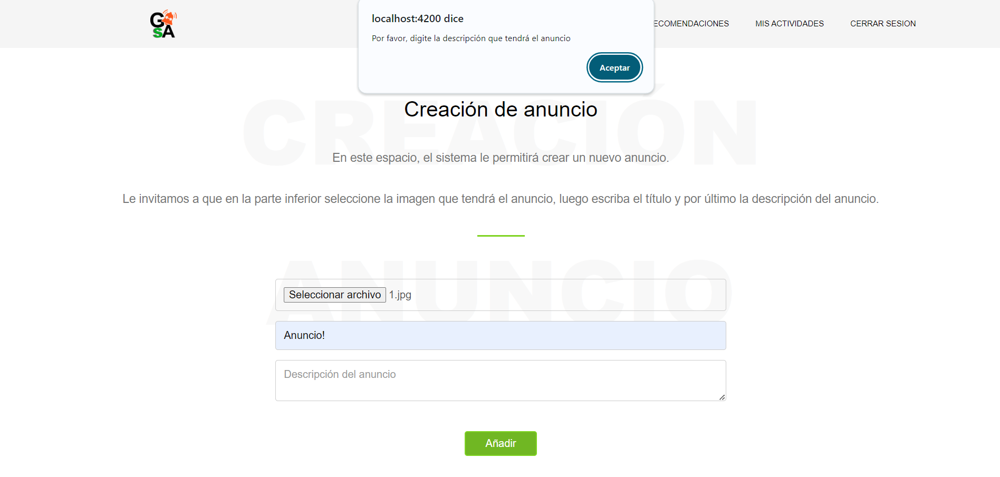 GSA
localhost:4200 dice
Por favor, digite la descripción que tendrá el anuncio
Aceptar
ECOMENDACIONES
MIS ACTIVIDADES
CERRAR SESION
CREACIÓN
Creación de anuncio
En este espacio, el sistema le permitirá crear un nuevo anuncio.
Le invitamos a que en la parte inferior seleccione la imagen que tendrá el anuncio, luego escriba el título y por último la descripción del anuncio.
ANUNCIO
Seleccionar archivo 1.jpg
Anuncio!
Descripción del anuncio
Añadir